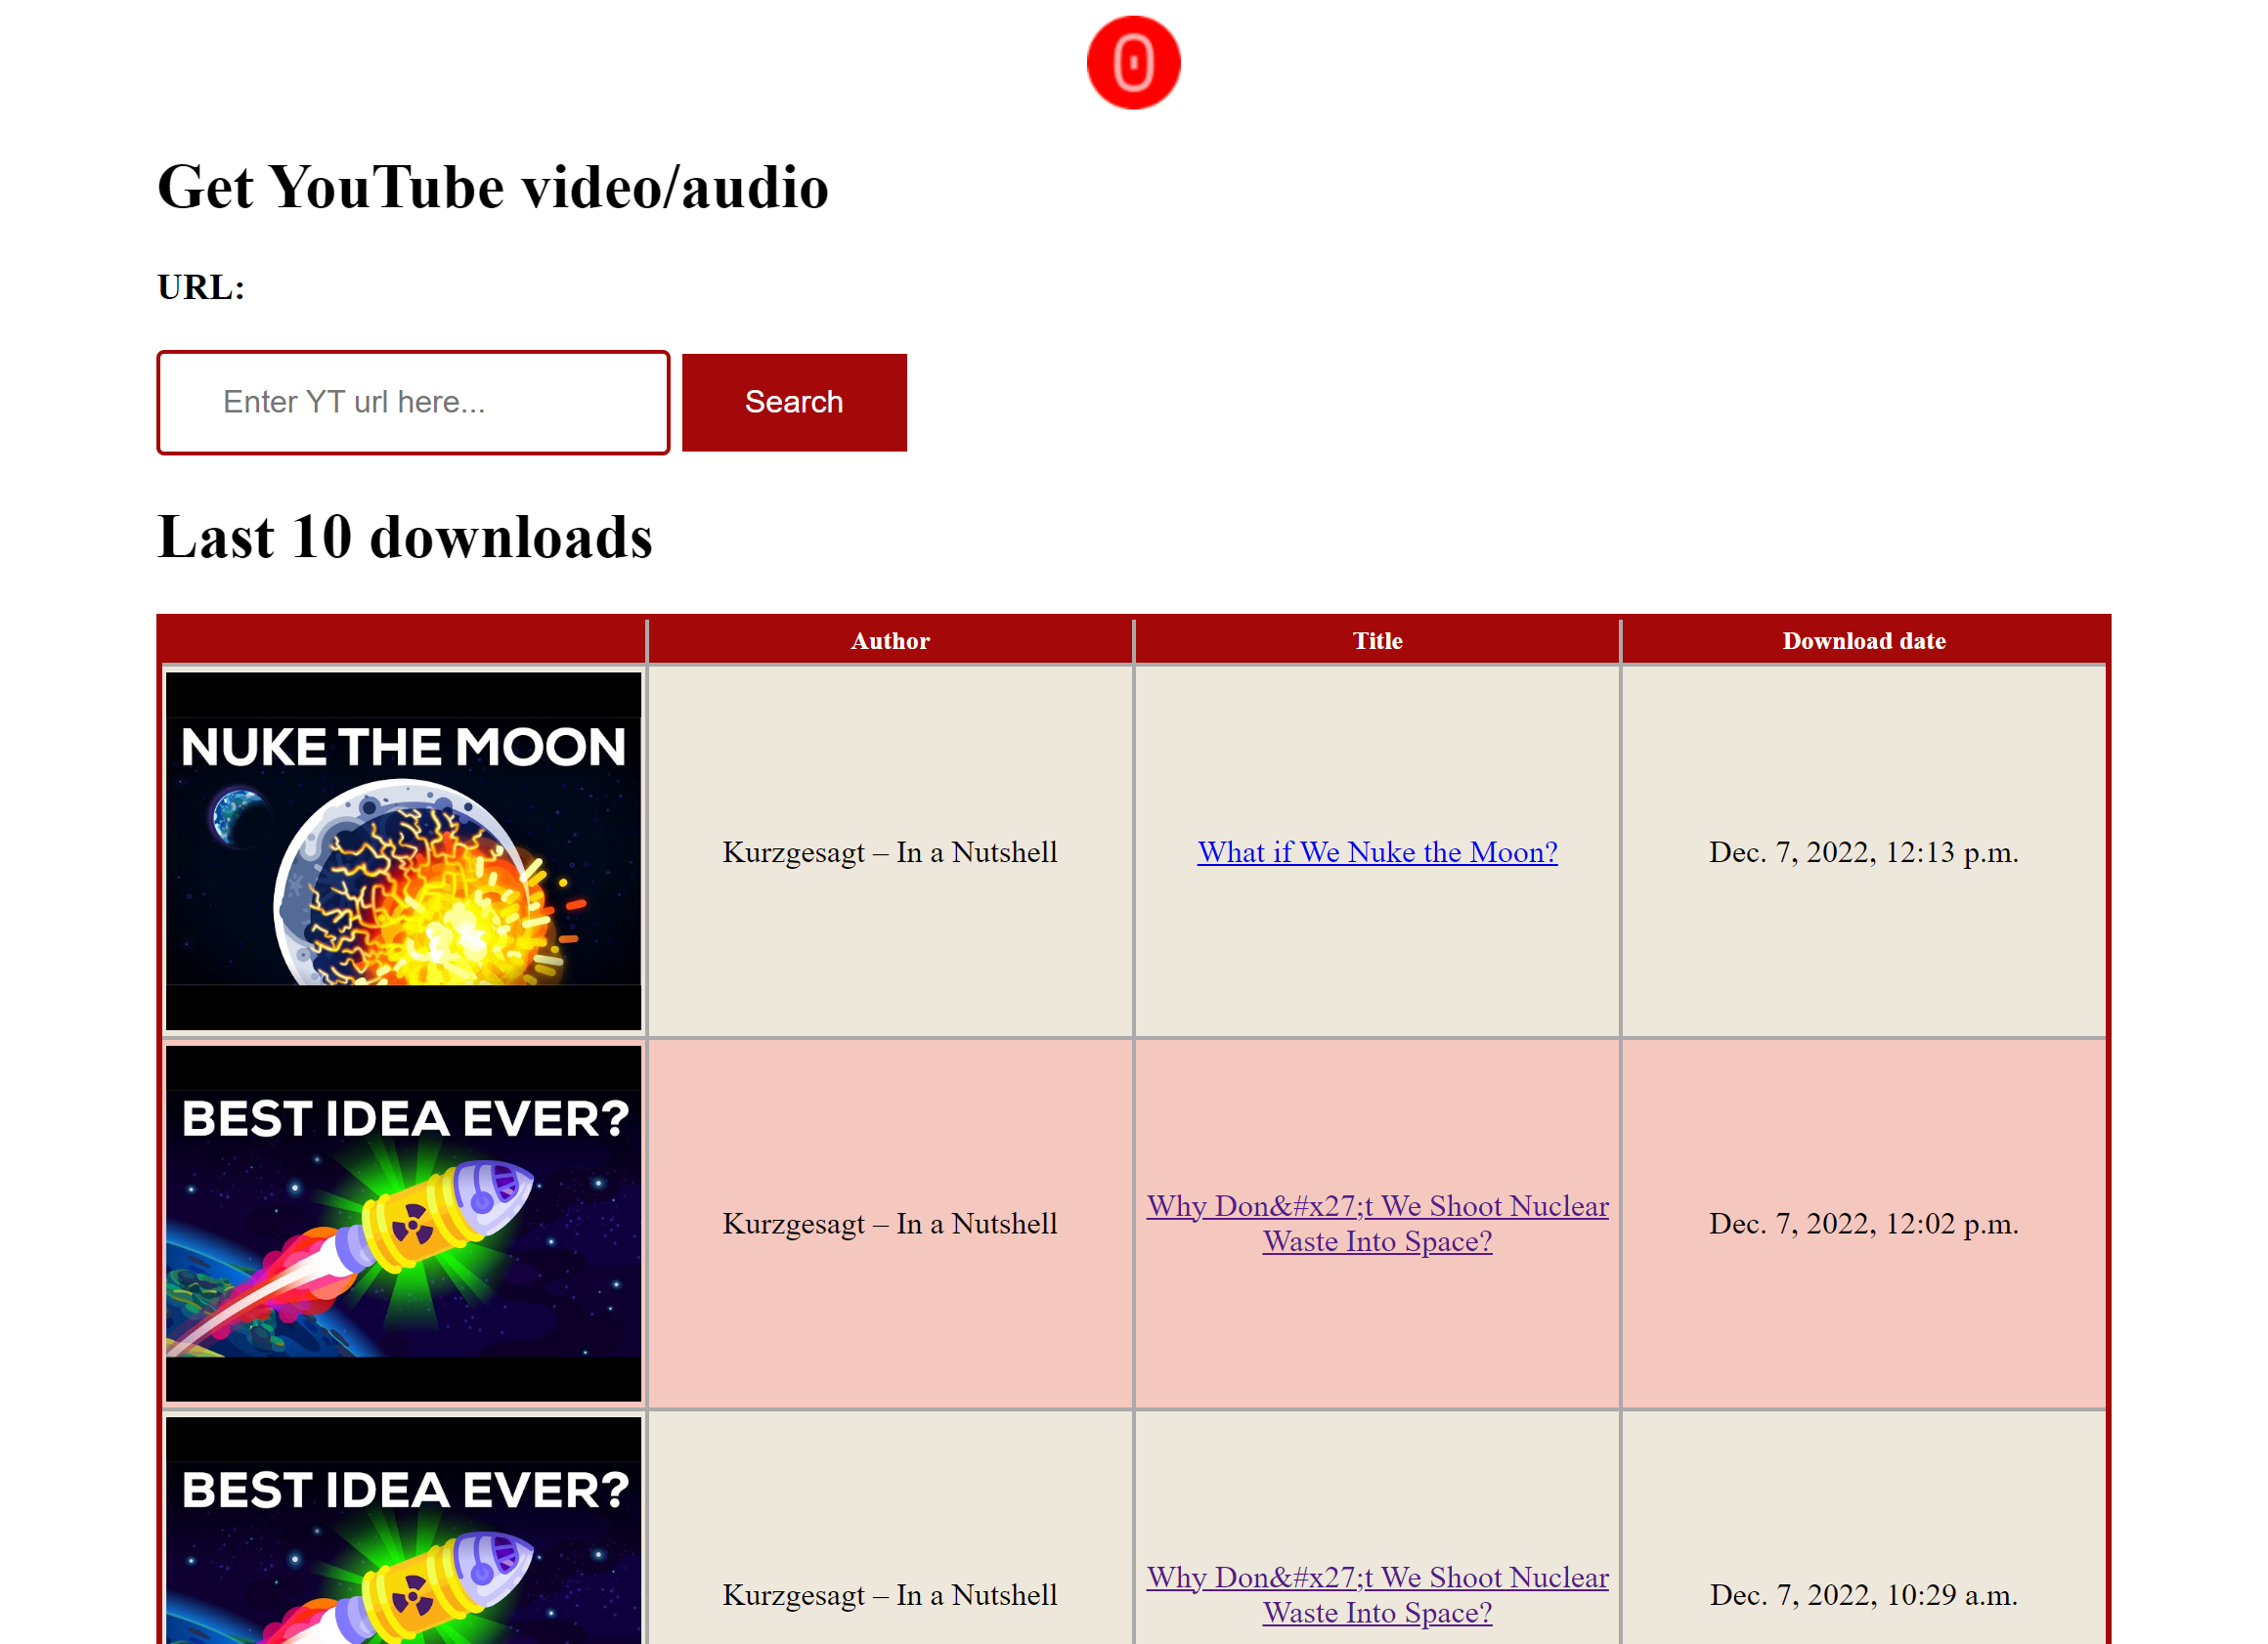 0
Get YouTube video/audio
URL:
Enter YT url here...
Search
Last 10 downloads
Author
Title
Download date
NUKE THE MOON
Kurzgesagt – In a Nutshell
What if We Nuke the Moon?
Dec. 7, 2022, 12:13 p.m.
BEST IDEA EVER?
Kurzgesagt – In a Nutshell
Why Don&#x27;t We Shoot Nuclear
Waste Into Space?
Dec. 7, 2022, 12:02 p.m.
BEST IDEA EVER?
Kurzgesagt – In a Nutshell
Why Don&#x27;t We Shoot Nuclear
Waste Into Space?
Dec. 7, 2022, 10:29 a.m.